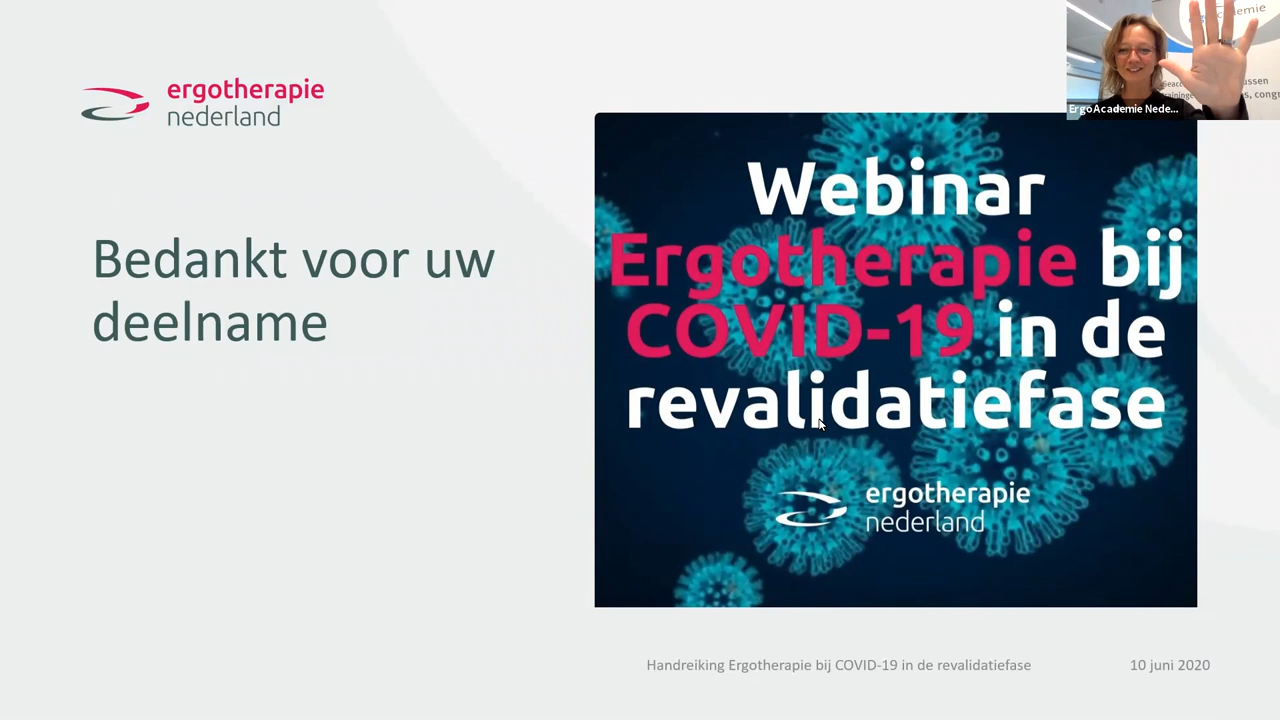 ergotherapie
nederland
Bedankt voor uw
deelname
Webinar
Ergotherapie bij
COVID-19 in de
revalidatiefase
ergotherapie
nederland
Handreiking Ergotherapie bij COVID-19 in de revalidatiefase
10 juni 2020
ErgoAcademie Nede...